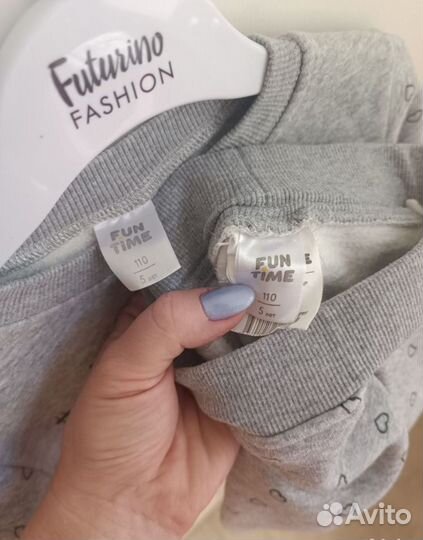 Futurino
FASHION
FUN
TIME
110
5 лет
FUN
TIME
110
5 лет
Avito